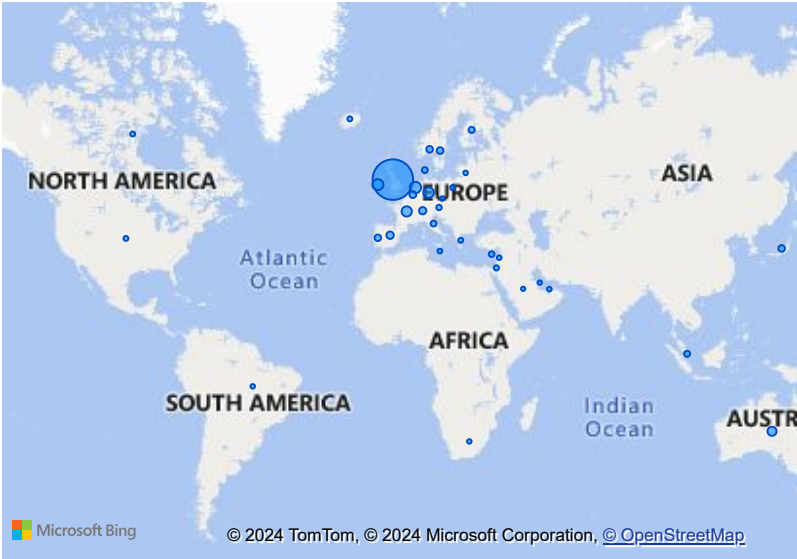 NORTH AMERICA
EUROPE
ASIA
Atlantic
Ocean
AFRICA
SOUTH AMERICA
Indian
Ocean
AUSTR
Microsoft Bing
© 2024 TomTom, © 2024 Microsoft Corporation, © OpenStreetMap